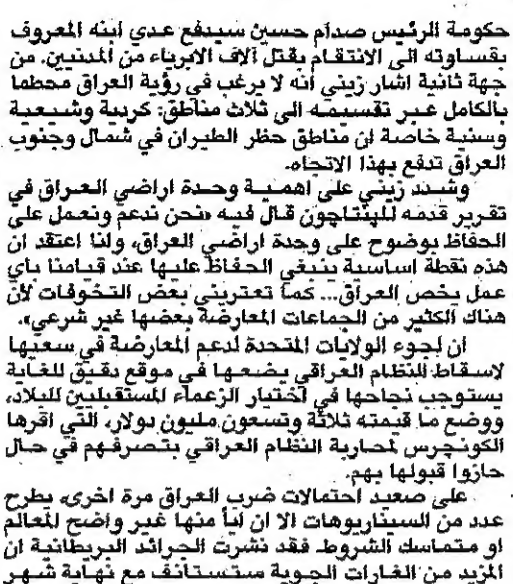 حكومة الرئيس صدام حسين سيدفع عدي ابنه المعروف
بقساوته الى الانتقام بقتل آلاف الابرياء من المدنيين. من
جهة ثانية اشار زيني أنه لا يرغب في رؤية العراق محطما
بالكامل عبر تقسيمه الى ثلاث مناطق: كردية وشيعية
وسنية خاصة ان مناطق حظر الطيران في شمال وجنوب
العراق تدفع بهذا الاتجاه.
وشدد زيني على اهمية وحدة اراضي العراق في
تقرير قدمه للبنتاجون قال فيه «نحن ندعم ونعمل على
الحفاظ بوضوح على وحدة اراضي العراق، وانا اعتقد ان
هذه نقطة اساسية ينبغي الحفاظ عليها عند قيامنا باي
عمل يخص العراق... كما تعتريني بعض التخوفات لأن
هناك الكثير من الجماعات المعارضة بعضها غير شرعي».
ان لجوء الولايات المتحدة لدعم المعارضة في سعيها
لاسقاط النظام العراقي يضعها في موقع دقيق للغاية
يستوجب نجاحها في اختيار الزعماء المستقبليين للبلاد،
ووضع ما قيمته ثلاثة وتسعون مليون دولار، التي اقرها
الكونجرس لمحاربة النظام العراقي بتصرفهم في حال
حازوا قبولها بهم.
على صعيد احتمالات ضرب العراق مرة اخرى، يطرح
عدد من السيناريوهات الا ان أيا منها غير واضح المعالم
او متماسك الشروط. فقد نشرت الجرائد البريطانية ان
المزيد من الغارات الجوية ستستأنف مع نهاية شهر